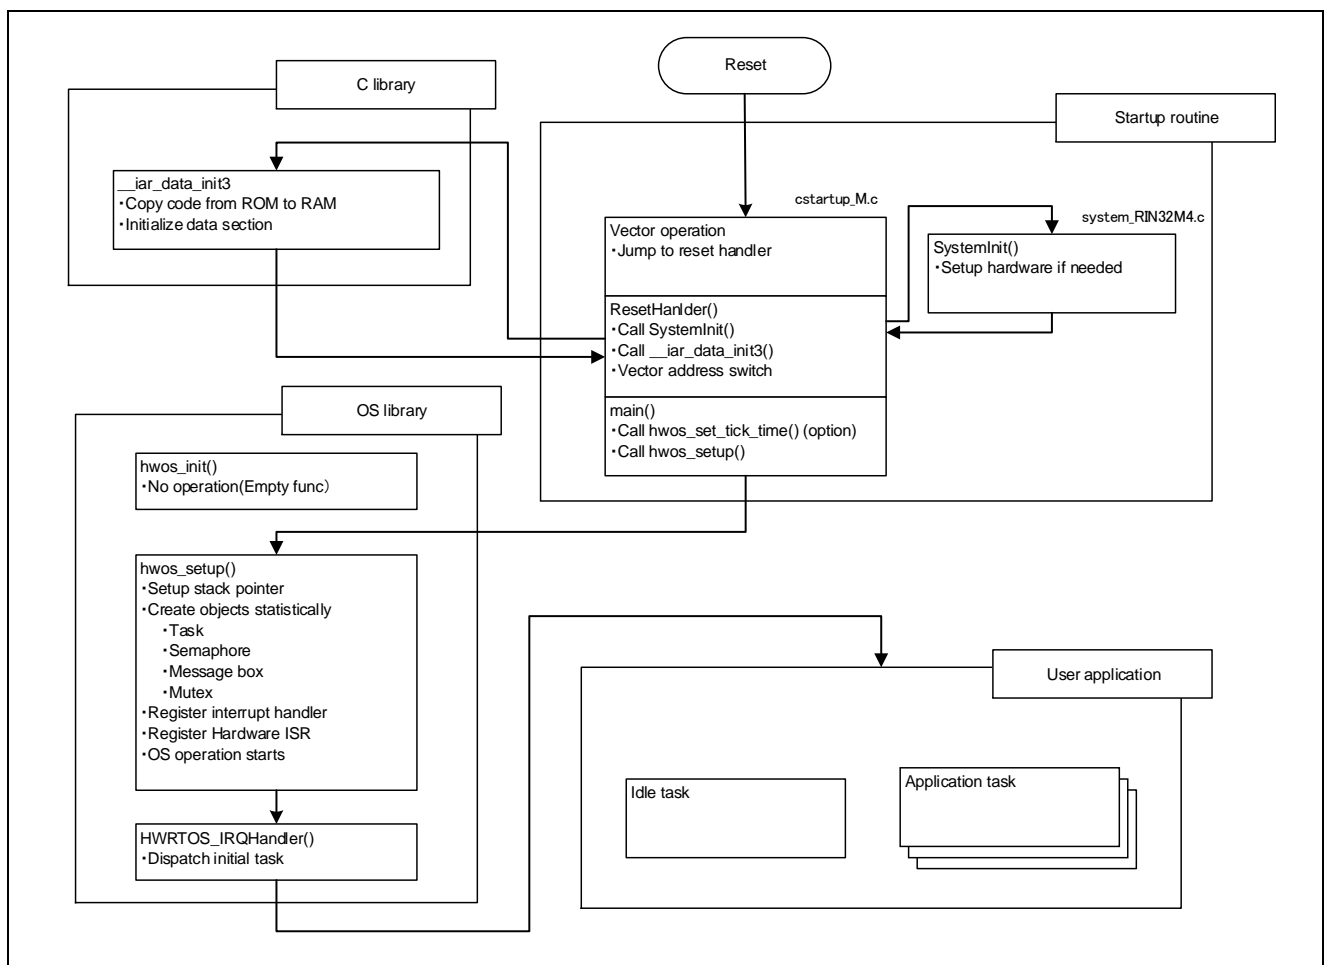 Reset
C library
Startup routine
__iar_data_init3
・Copy code from ROM to RAM
・Initialize data section
cstartup_M.c
Vector operation
・Jump to reset handler
system_RIN32M4.c
SystemInit()
・Setup hardware if needed
ResetHanlder()
・Call SystemInit()
・Call __iar_data_init3()
・Vector address switch
main()
・Call hwos_set_tick_time() (option)
・Call hwos_setup()
OS library
hwos_init()
・No operation(Empty func）
hwos_setup()
・Setup stack pointer
・Create objects statistically
・Task
・Semaphore
・Message box
・Mutex
・Register interrupt handler
・Register Hardware ISR
・OS operation starts
HWRTOS_IRQHandler()
・Dispatch initial task
User application
Idle task
Application task